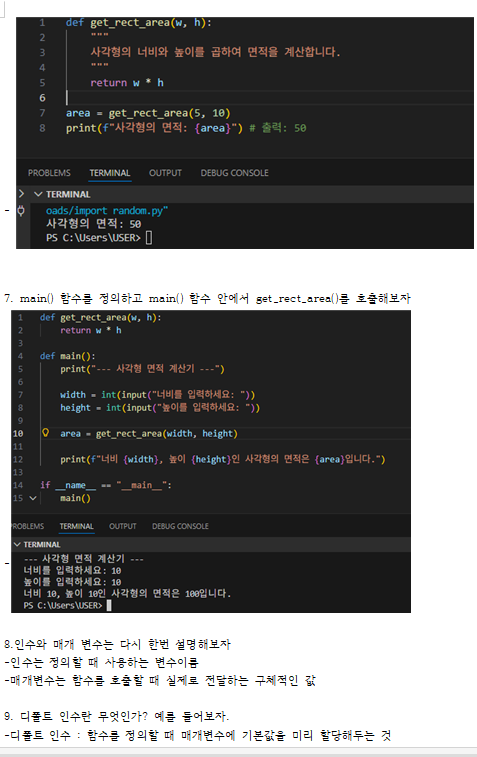 1 def get_rect_area(w, h):
2 """
3 사각형의 너비와 높이를 곱하여 면적을 계산합니다.
4 """
5 return w * h
6
7 area = get_rect_area(5, 10)
8 print(f"사각형의 면적: {area}") # 출력: 50
PROBLEMS TERMINAL OUTPUT DEBUG CONSOLE
TERMINAL
oads/import random.py"
사각형의 면적: 50
PS C:\Users\USER>
7. main() 함수를 정의하고 main() 함수 안에서 get_rect_area()를 호출해보자
1 def get_rect_area(w, h):
2 return w * h
3
4 def main():
5 print("--- 사각형 면적 계산기 ---")
6
7 width = int(input("너비를 입력하세요: "))
8 height = int(input("높이를 입력하세요: "))
9
10 area = get_rect_area(width, height)
11
12 print(f"너비 {width}, 높이 {height}인 사각형의 면적은 {area}입니다.")
13
14 if __name__ == "__main__":
15 main()
ROBLEMS TERMINAL OUTPUT DEBUG CONSOLE
TERMINAL
--- 사각형 면적 계산기 ---
너비를 입력하세요: 10
높이를 입력하세요: 10
너비 10, 높이 10인 사각형의 면적은 100입니다.
PS C:\Users\USER>
8.인수와 매개 변수는 다시 한번 설명해보자
-인수는 정의할 때 사용하는 변수이름
-매개변수는 함수를 호출할 때 실제로 전달하는 구체적인 값
9. 디폴트 인수란 무엇인가? 예를 들어보자.
-디폴트 인수 : 함수를 정의할 때 매개변수에 기본값을 미리 할당해두는 것